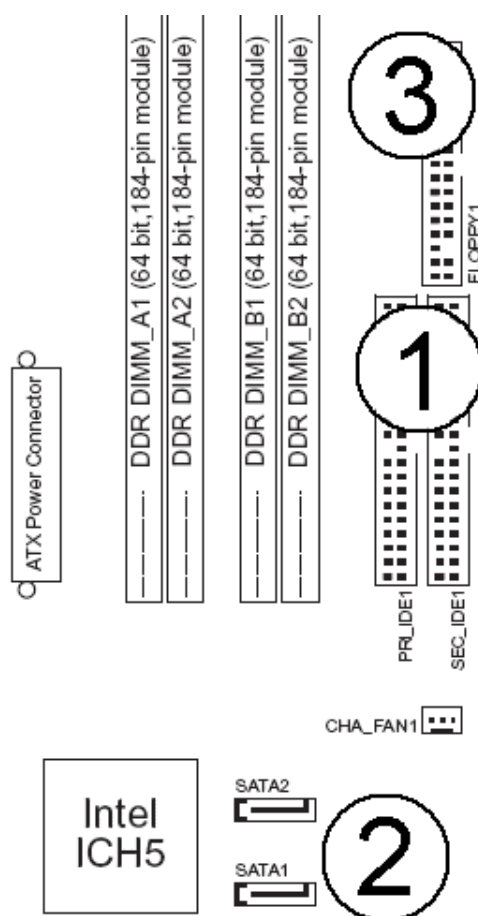 DDR DIMM_A1 (64 bit,184-pin module)
DDR DIMM_A2 (64 bit,184-pin module)
DDR DIMM_B1 (64 bit,184-pin module)
DDR DIMM_B2 (64 bit,184-pin module)
3
FLOPPY1
1
ATX Power Connector
PRI_IDE1
SEC_IDE1
CHA_FAN1
Intel
ICH5
SATA2
SATA1
2